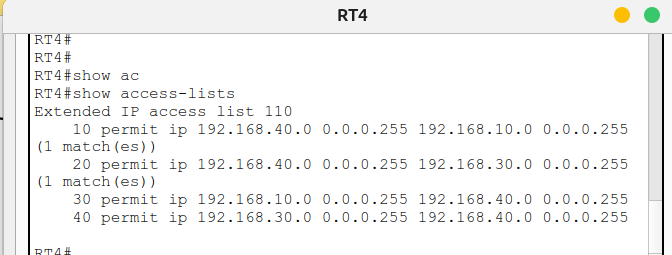 RT4
RT4#
RT4#
RT4#show ac
RT4#show access-lists
Extended IP access list 110
    10 permit ip 192.168.40.0 0.0.0.255 192.168.10.0 0.0.0.255
(1 match(es))
    20 permit ip 192.168.40.0 0.0.0.255 192.168.30.0 0.0.0.255
(1 match(es))
    30 permit ip 192.168.10.0 0.0.0.255 192.168.40.0 0.0.0.255
    40 permit ip 192.168.30.0 0.0.0.255 192.168.40.0 0.0.0.255
RT4#